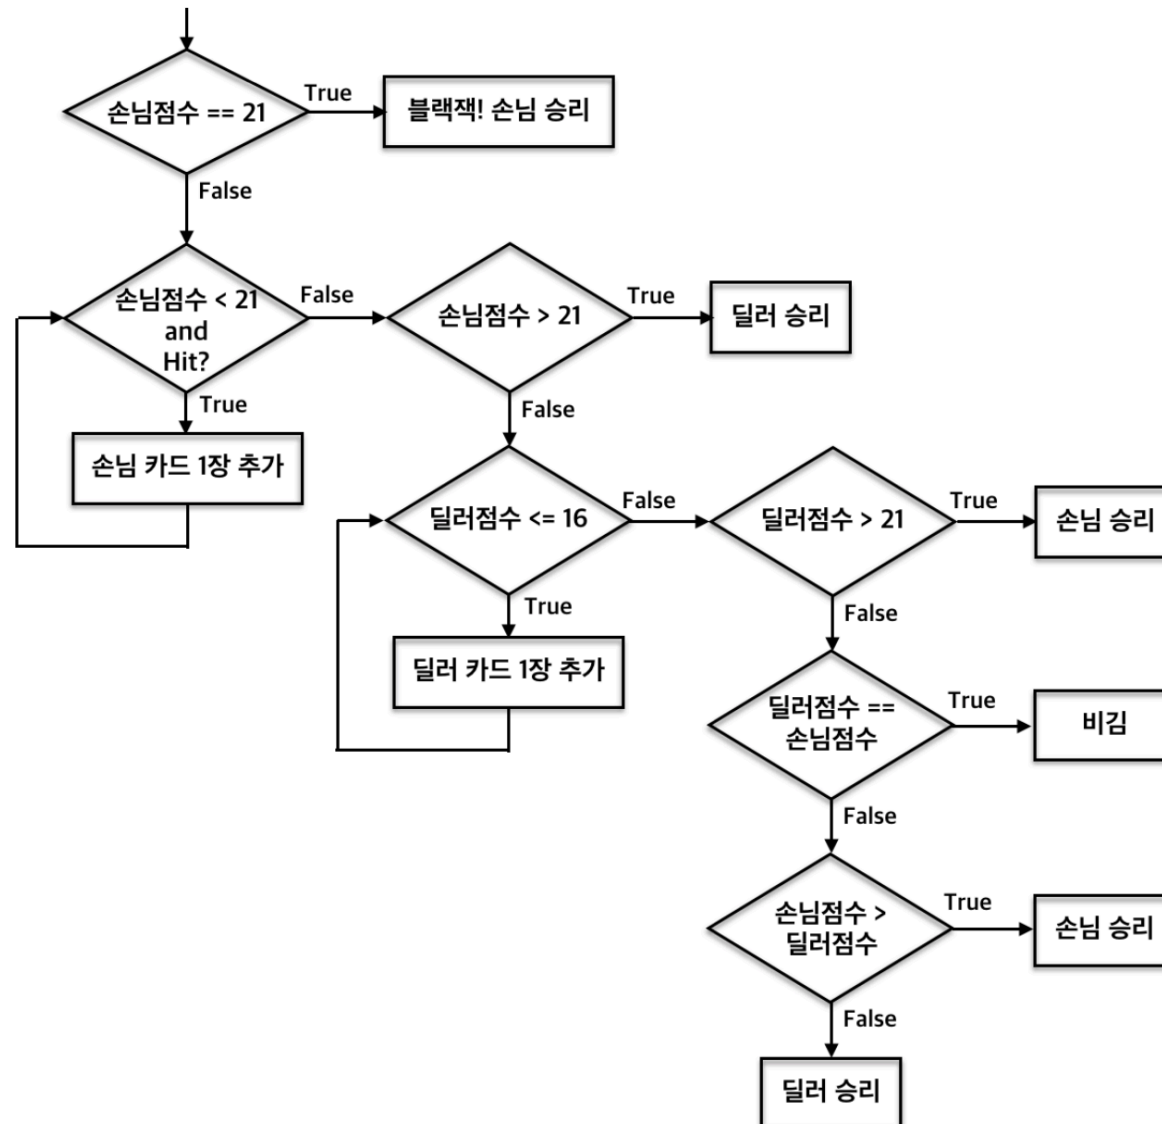 손님점수 == 21
True
블랙잭! 손님 승리
False
손님점수 < 21
and
Hit?
False
손님점수 > 21
True
딜러 승리
True
손님 카드 1장 추가
False
딜러점수 <= 16
False
딜러점수 > 21
True
손님 승리
True
딜러 카드 1장 추가
False
딜러점수 ==
손님점수
True
비김
False
손님점수 >
딜러점수
True
손님 승리
False
딜러 승리